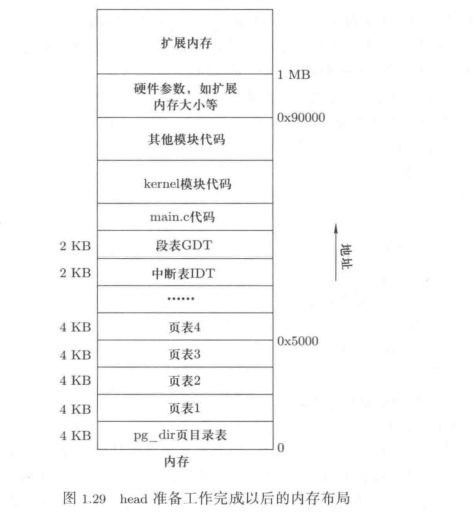 扩展内存
1 MB
硬件参数，如扩展
内存大小等
0x90000
其他模块代码
kernel模块代码
main.c代码
2 KB 段表GDT
2 KB 中断表IDT
地址
……
4 KB 页表4
0x5000
4 KB 页表3
4 KB 页表2
4 KB 页表1
4 KB pg_dir页目录表
0
内存
图 1.29 head 准备工作完成以后的内存布局